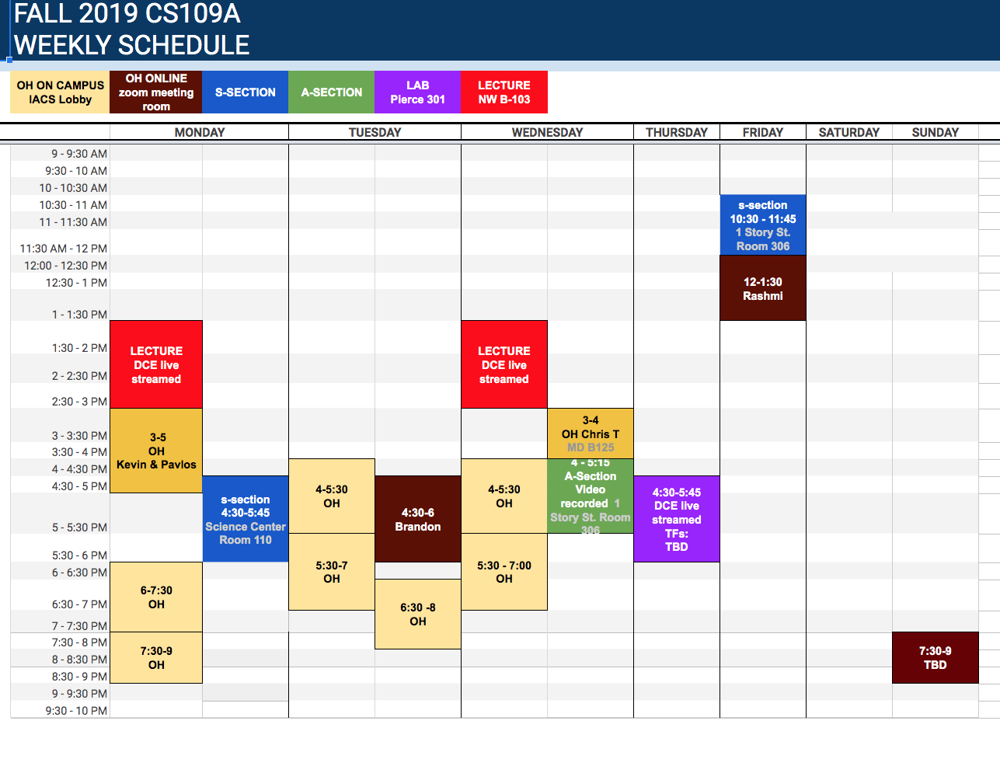 FALL 2019 CS109A
WEEKLY SCHEDULE
OH ON CAMPUS
IACS Lobby
OH ONLINE
zoom meeting
room
S-SECTION
A-SECTION
LAB
Pierce 301
LECTURE
NW B-103
MONDAY
TUESDAY
WEDNESDAY
THURSDAY
FRIDAY
SATURDAY
SUNDAY
9 - 9:30 AM
9:30 - 10 AM
10 - 10:30 AM
10:30 - 11 AM
11 - 11:30 AM
11:30 AM - 12 PM
12:00 - 12:30 PM
12:30 - 1 PM
1 - 1:30 PM
1:30 - 2 PM
2 - 2:30 PM
2:30 - 3 PM
3 - 3:30 PM
3:30 - 4 PM
4 - 4:30 PM
4:30 - 5 PM
5 - 5:30 PM
5:30 - 6 PM
6 - 6:30 PM
6:30 - 7 PM
7 - 7:30 PM
7:30 - 8 PM
8 - 8:30 PM
8:30 - 9 PM
9 - 9:30 PM
9:30 - 10 PM
LECTURE
DCE live
streamed
3-5
OH
Kevin & Pavlos
6-7:30
OH
7:30-9
OH
s-section
4:30-5:45
Science Center
Room 110
4-5:30
OH
5:30-7
OH
4:30-6
Brandon
6:30 -8
OH
LECTURE
DCE live
streamed
4-5:30
OH
5:30 - 7:00
OH
3-4
OH Chris T
MD B125
4 - 5:15
A-Section
Video
recorded 1
Story St. Room
306
4:30-5:45
DCE live
streamed
TFs:
TBD
s-section
10:30 - 11:45
1 Story St.
Room 306
12-1:30
Rashmi
7:30-9
TBD